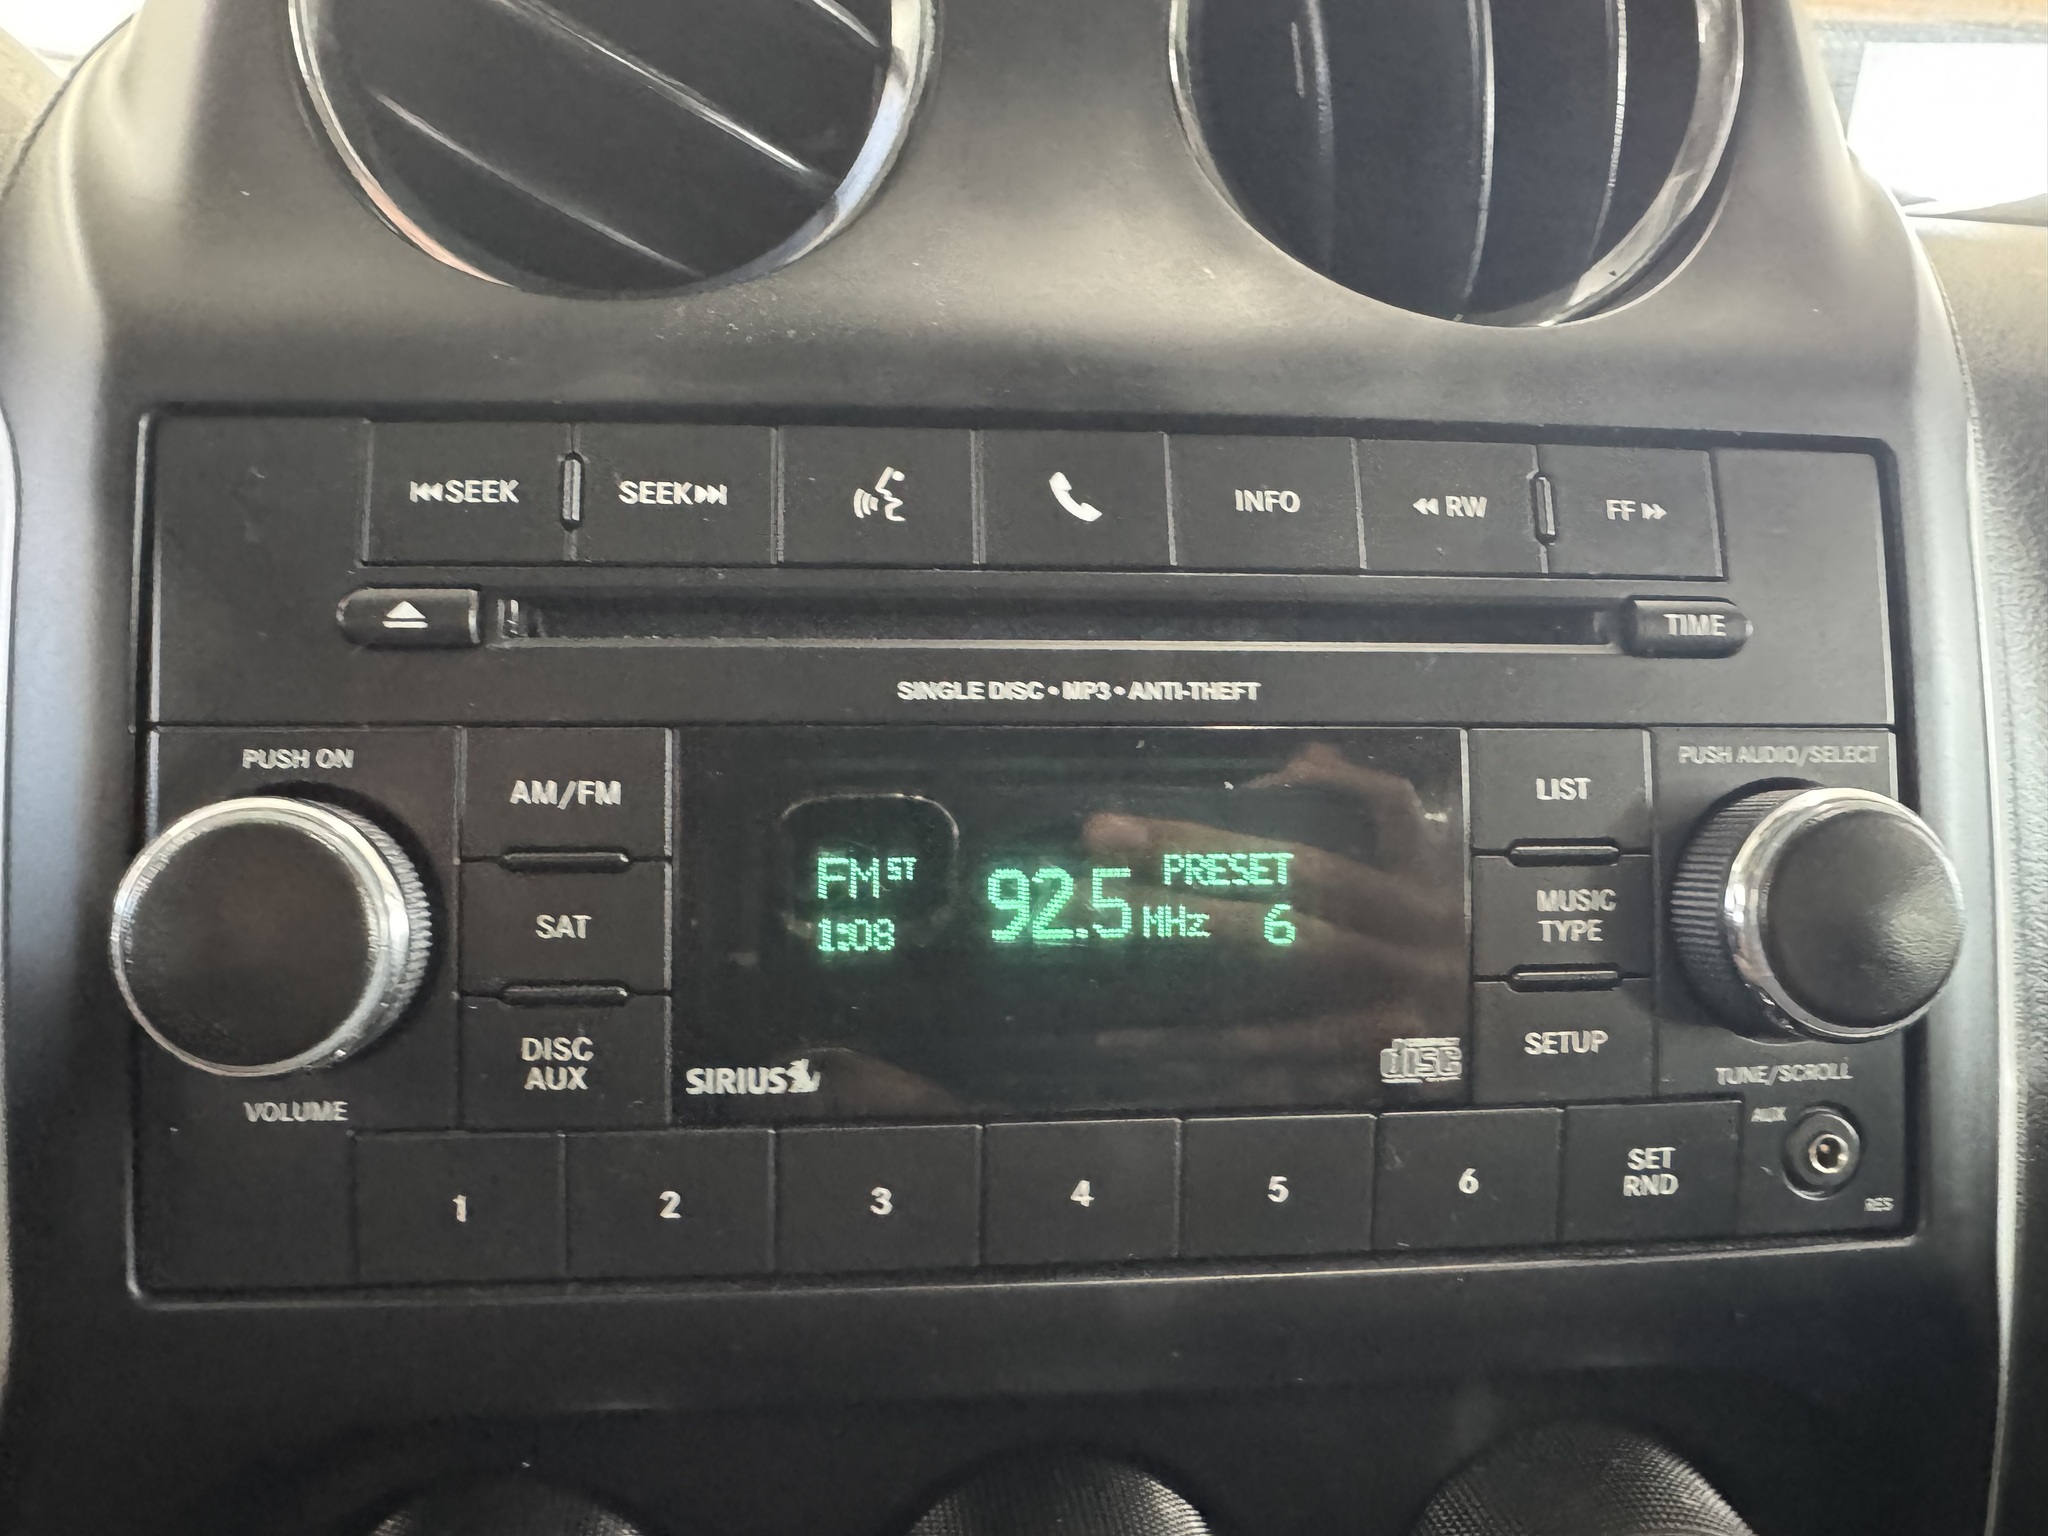 SEEK SEEK INFO RW FF
TIME
SINGLE DISC • MP3 • ANTI-THEFT
PUSH ON
AM/FM
SAT
DISC
AUX
VOLUME
FM ST 92.5 PRESET
1:08 MHz 6
SIRIUS
disc
LIST
MUSIC
TYPE
SETUP
PUSH AUDIO/SELECT
TUNE/SCROLL
AUX
RES
1 2 3 4 5 6 SET
RND